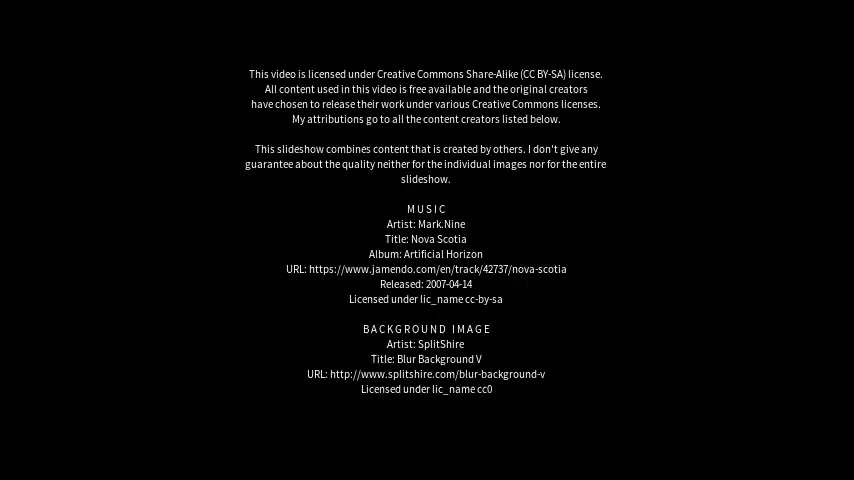 This video is licensed under Creative Commons Share-Alike (CC BY-SA) license.
All content used in this video is free available and the original creators
have chosen to release their work under various Creative Commons licenses.
My attributions go to all the content creators listed below.
This slideshow combines content that is created by others. I don't give any
guarantee about the quality neither for the individual images nor for the entire
slideshow.
MUSIC
Artist: Mark.Nine
Title: Nova Scotia
Album: Artificial Horizon
URL: https://www.jamendo.com/en/track/42737/nova-scotia
Released: 2007-04-14
Licensed under lic_name cc-by-sa
BACKGROUND IMAGE
Artist: SplitShire
Title: Blur Background V
URL: http://www.splitshire.com/blur-background-v
Licensed under lic_name cc0